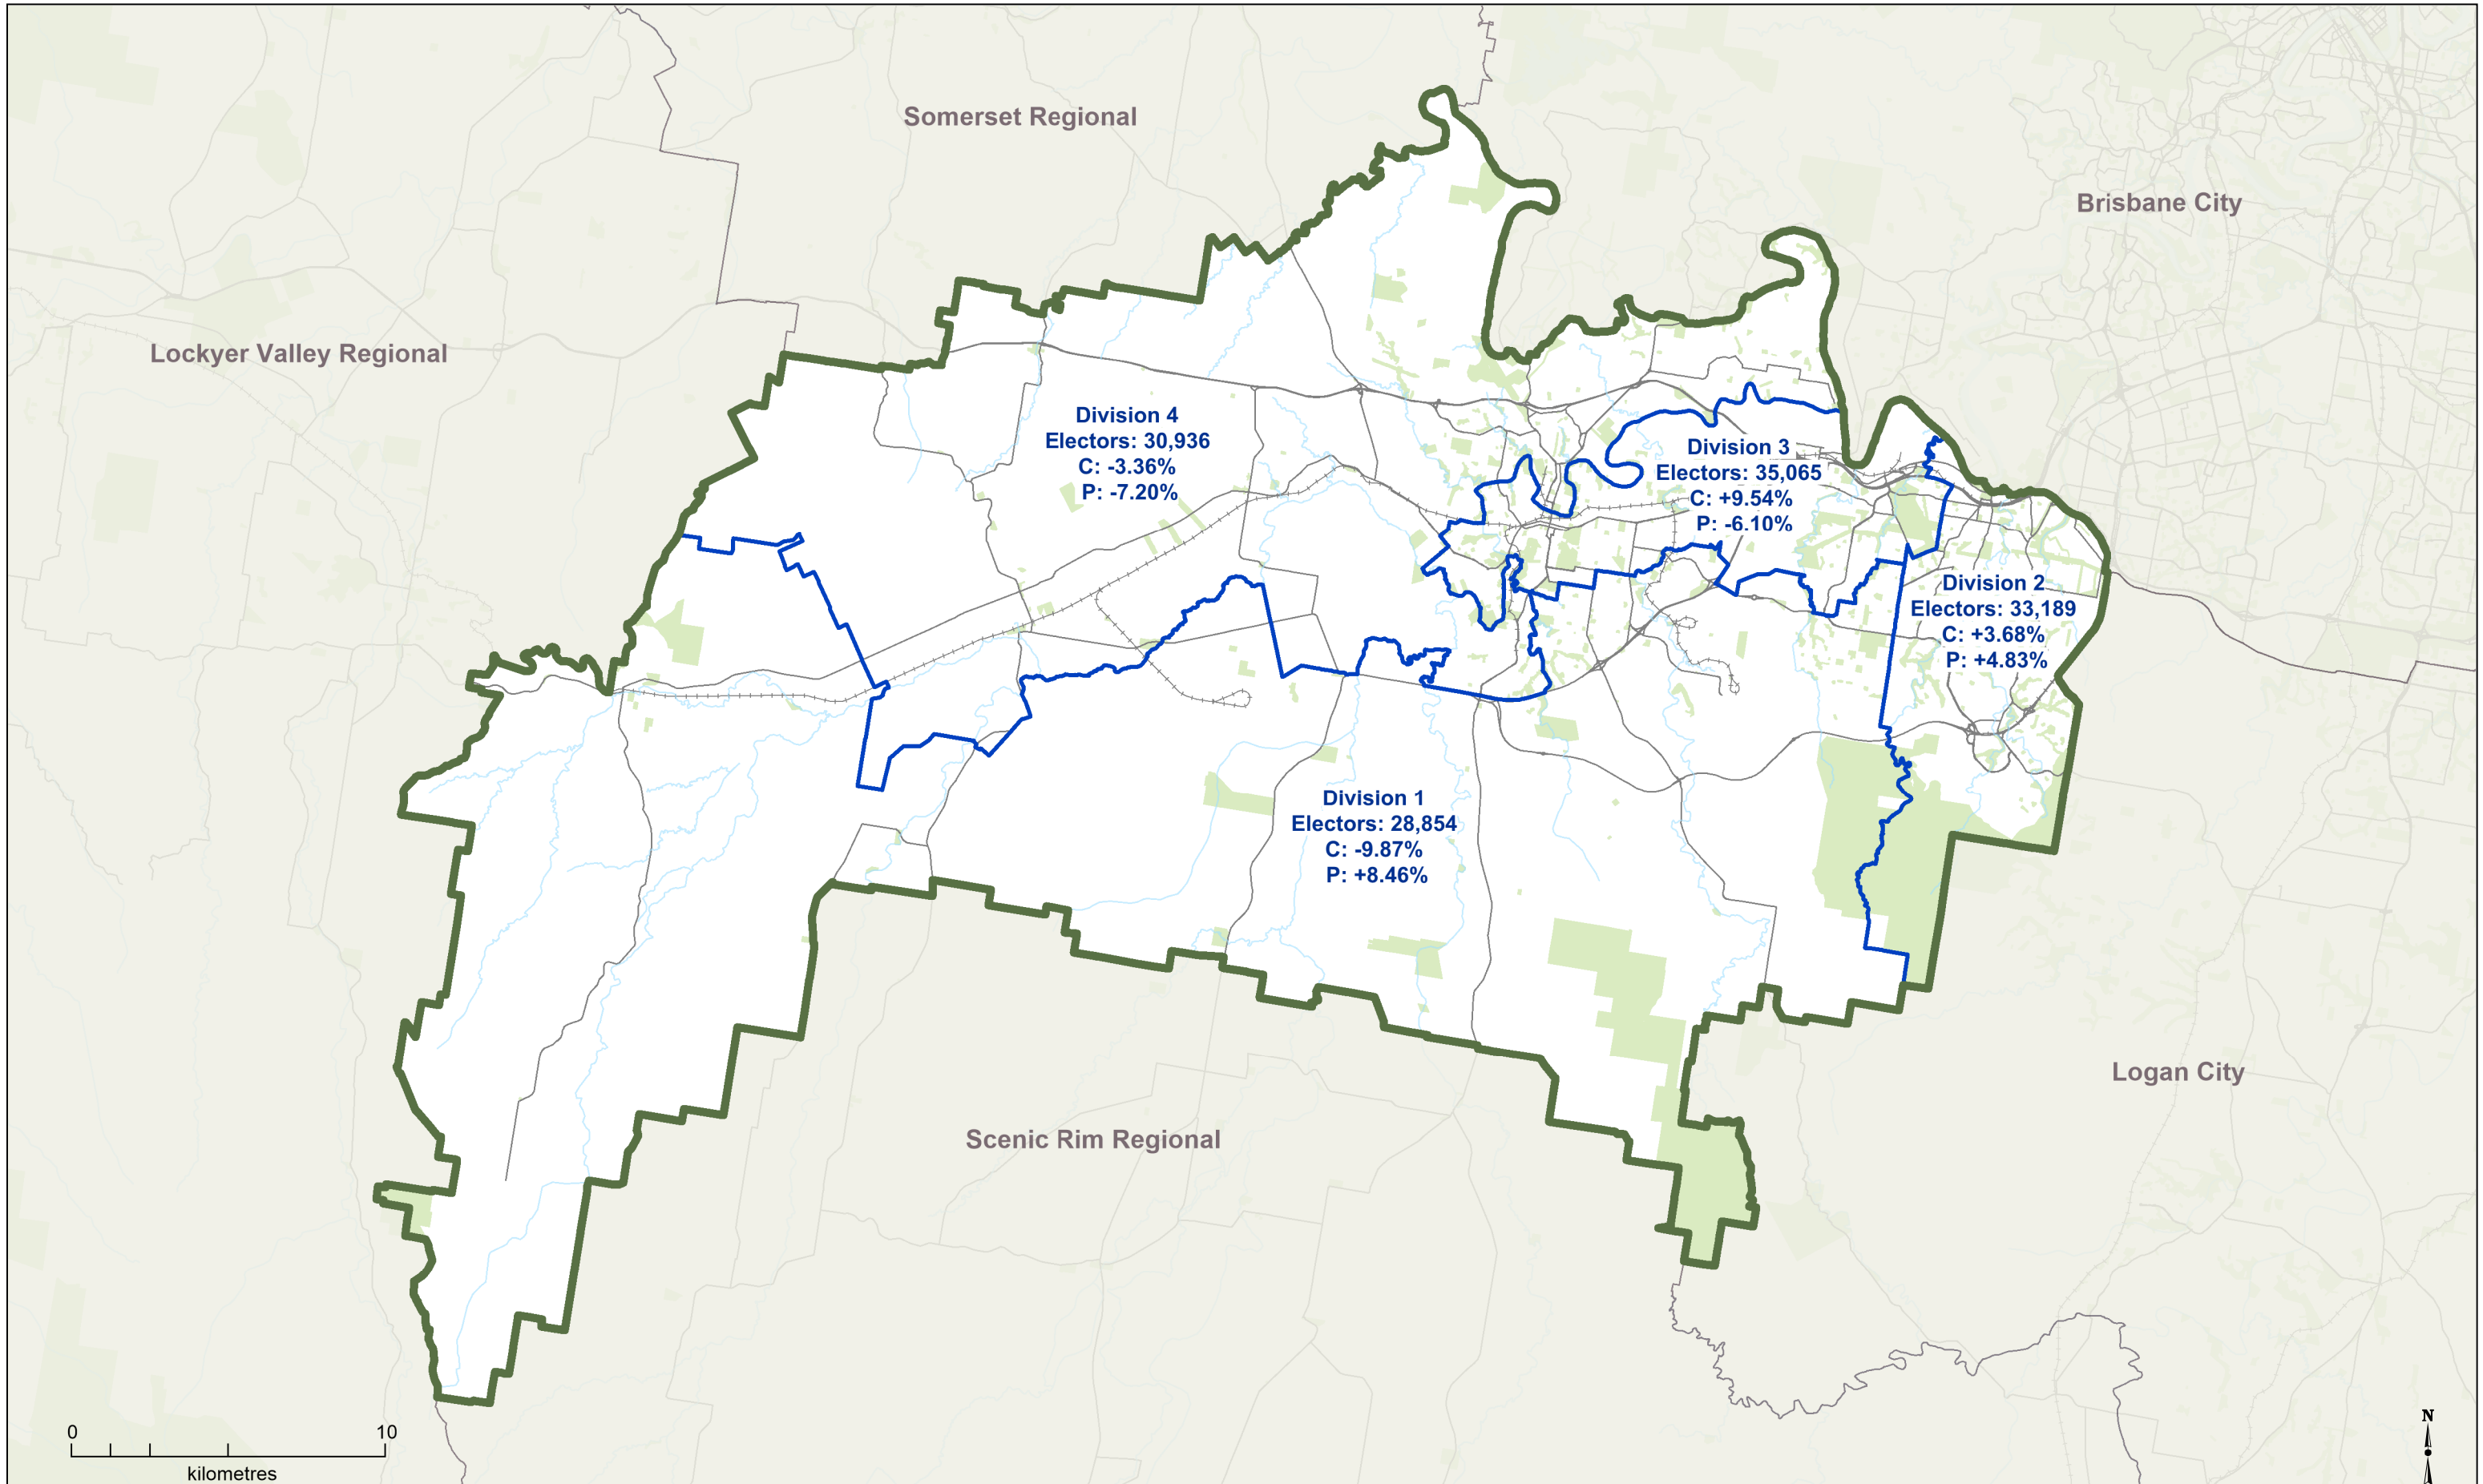 Somerset Regional
Brisbane City
Lockyer Valley Regional
Division 4
Electors: 30,936
C: -3.36%
P: -7.20%
Division 3
Electors: 35,065
C: +9.54%
P: -6.10%
Division 2
Electors: 33,189
C: +3.68%
P: +4.83%
Division 1
Electors: 28,854
C: -9.87%
P: +8.46%
Logan City
Scenic Rim Regional
0 10
kilometres
N